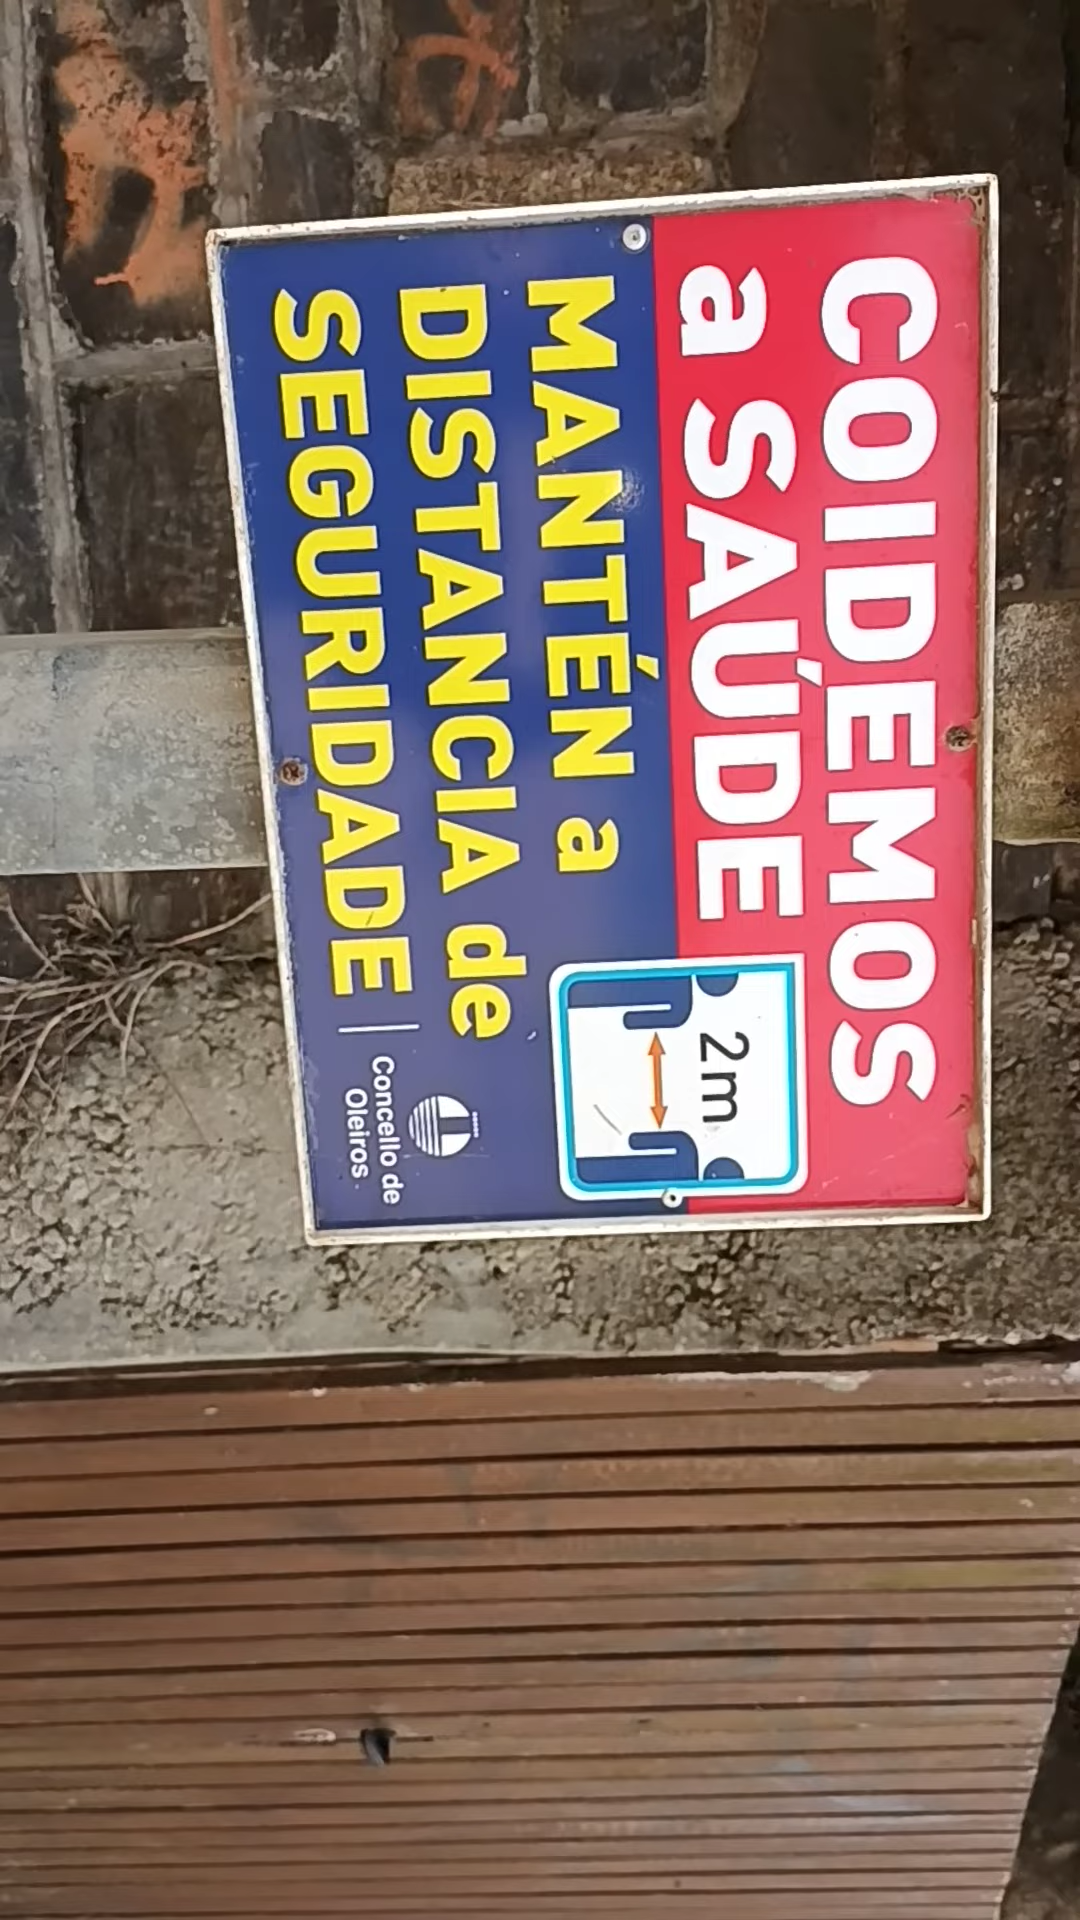 COIDEMOS
a SAÚDE
2m
MANTÉN a
DISTANCIA de
SEGURIDADE
Concello de
Oleiros